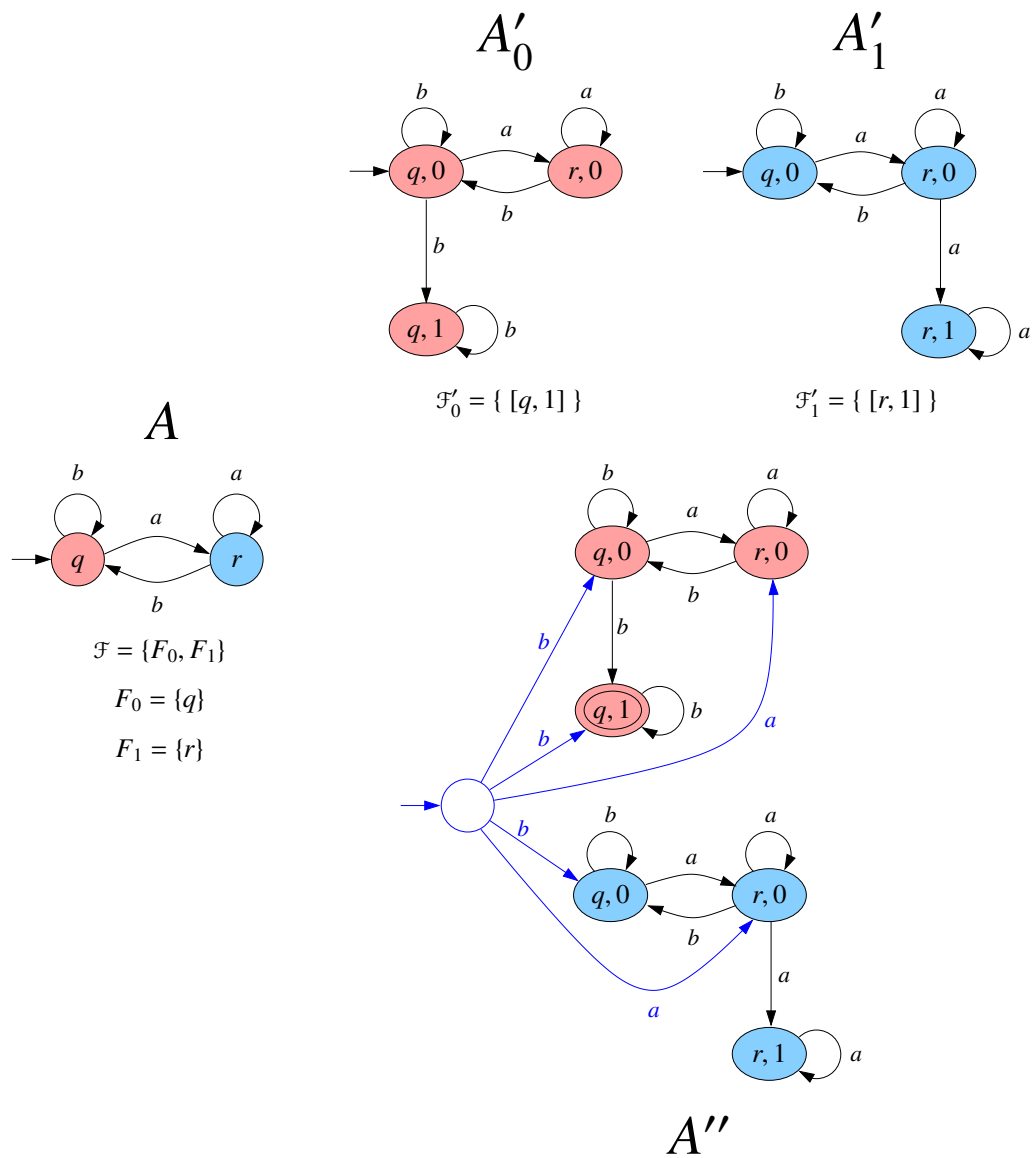 A′₀ A′₁
b a b a
a a
q, 0 r, 0 q, 0 r, 0
b b
b a
q, 1 b r, 1 a
ℱ′₀ = { [q, 1] } ℱ′₁ = { [r, 1] }
A
b a
a
q r
b
ℱ = {F₀, F₁}
F₀ = {q}
F₁ = {r}
b a
a
q, 0 r, 0
b
b b
q, 1 b
b a
b b a
a
q, 0 r, 0
b
a a
r, 1 a
A″